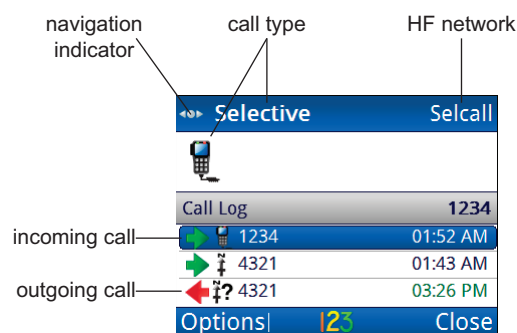 navigation indicator
call type
HF network
Selective
Selcall
Call Log
1234
incoming call
1234
01:52 AM
N
4321
01:43 AM
outgoing call
N
? 4321
03:26 PM
Options
123
Close